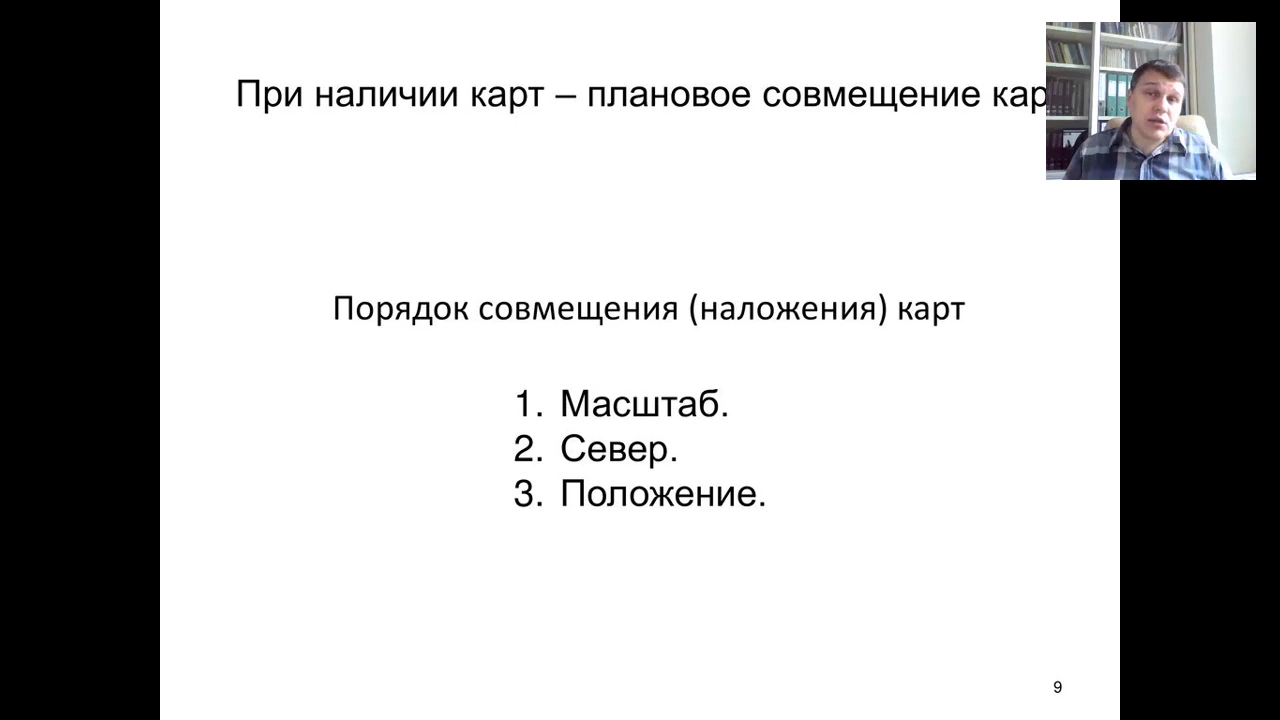 При наличии карт – плановое совмещение кар
Порядок совмещения (наложения) карт
1. Масштаб.
2. Север.
3. Положение.
9